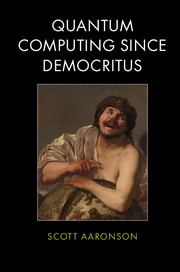 QUANTUM
COMPUTING SINCE
DEMOCRITUS
SCOTT AARONSON